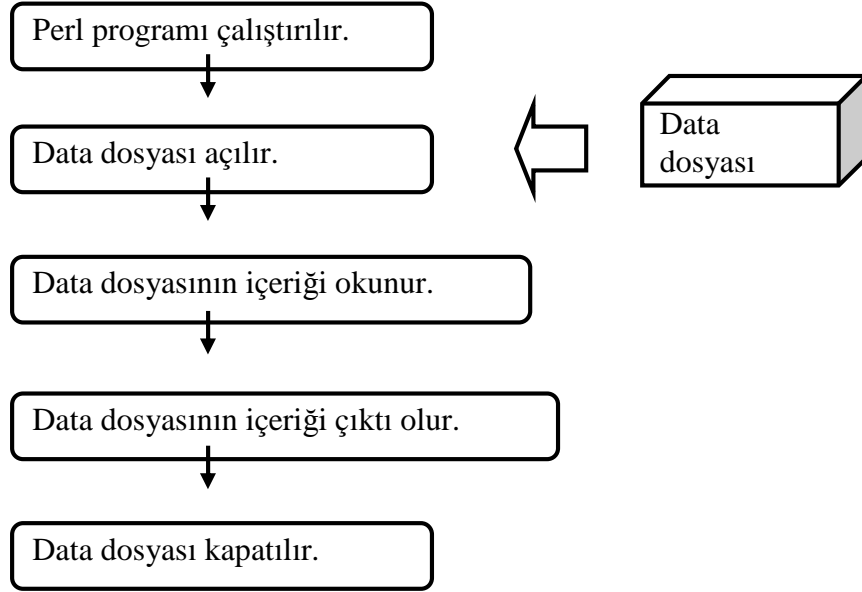 Perl programı çalıştırılır.
Data dosyası açılır.
Data
dosyası
Data dosyasının içeriği okunur.
Data dosyasının içeriği çıktı olur.
Data dosyası kapatılır.